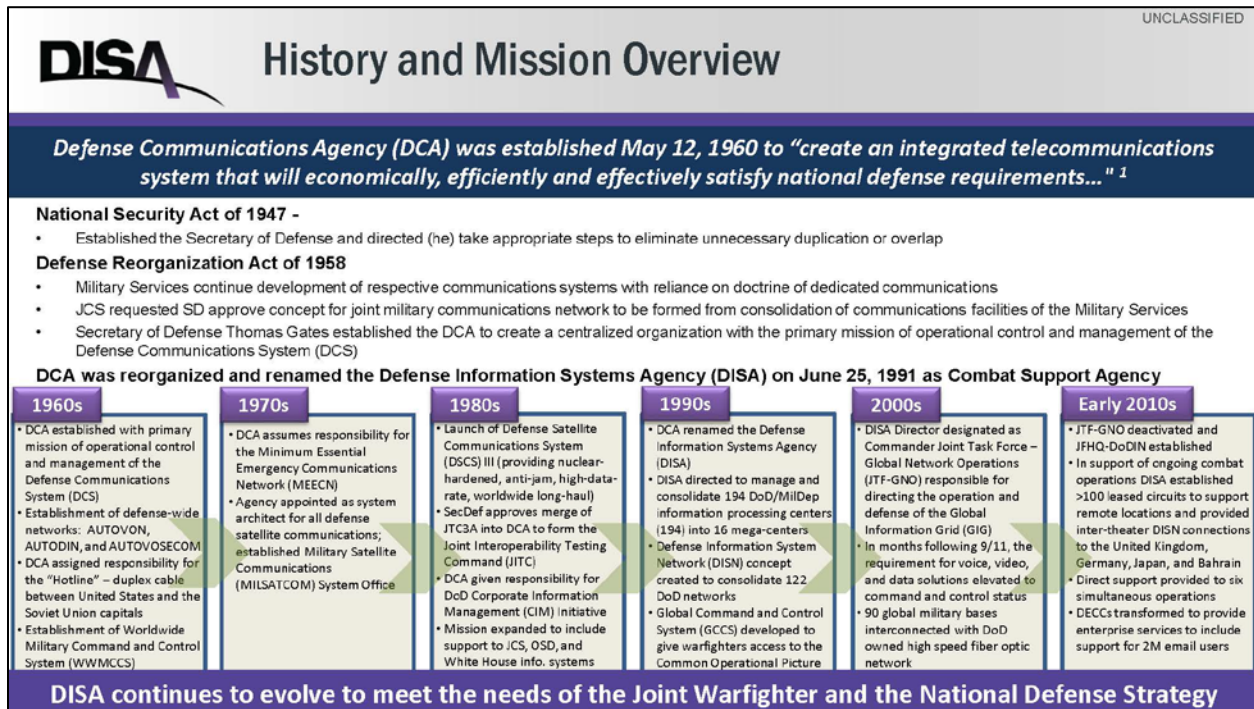 UNCLASSIFIED
DISA
History and Mission Overview
Defense Communications Agency (DCA) was established May 12, 1960 to “create an integrated telecommunications
system that will economically, efficiently and effectively satisfy national defense requirements…" 1
National Security Act of 1947 -
• Established the Secretary of Defense and directed (he) take appropriate steps to eliminate unnecessary duplication or overlap
Defense Reorganization Act of 1958
• Military Services continue development of respective communications systems with reliance on doctrine of dedicated communications
• JCS requested SD approve concept for joint military communications network to be formed from consolidation of communications facilities of the Military Services
• Secretary of Defense Thomas Gates established the DCA to create a centralized organization with the primary mission of operational control and management of the
Defense Communications System (DCS)
DCA was reorganized and renamed the Defense Information Systems Agency (DISA) on June 25, 1991 as Combat Support Agency
1960s
• DCA established with primary
mission of operational control
and management of the
Defense Communications
System (DCS)
• Establishment of defense-wide
networks: AUTOVON,
AUTODIN, and AUTOVOSECOM
• DCA assigned responsibility for
the “Hotline” – duplex cable
between United States and the
Soviet Union capitals
• Establishment of Worldwide
Military Command and Control
System (WWMCCS)
1970s
• DCA assumes responsibility for
the Minimum Essential
Emergency Communications
Network (MEECN)
• Agency appointed as system
architect for all defense
satellite communications;
established Military Satellite
Communications
(MILSATCOM) System Office
1980s
• Launch of Defense Satellite
Communications System
(DSCS) III (providing nuclear-
hardened, anti-jam, high-data-
rate, worldwide long-haul)
• SecDef approves merge of
JTC3A into DCA to form the
Joint Interoperability Testing
Command (JITC)
• DCA given responsibility for
DoD Corporate Information
Management (CIM) Initiative
• Mission expanded to include
support to JCS, OSD, and
White House info. systems
1990s
• DCA renamed the Defense
Information Systems Agency
(DISA)
• DISA directed to manage and
consolidate 194 DoD/MilDep
information processing centers
(194) into 16 mega-centers
• Defense Information System
Network (DISN) concept
created to consolidate 122
DoD networks
• Global Command and Control
System (GCCS) developed to
give warfighters access to the
Common Operational Picture
2000s
• DISA Director designated as
Commander Joint Task Force –
Global Network Operations
(JTF-GNO) responsible for
directing the operation and
defense of the Global
Information Grid (GIG)
• In months following 9/11, the
requirement for voice, video,
and data solutions elevated to
command and control status
• 90 global military bases
interconnected with DoD
owned high speed fiber optic
network
Early 2010s
• JTF-GNO deactivated and
JFHQ-DoDIN established
• In support of ongoing combat
operations DISA established
>100 leased circuits to support
remote locations and provided
inter-theater DISN connections
to the United Kingdom,
Germany, Japan, and Bahrain
• Direct support provided to six
simultaneous operations
• DECCs transformed to provide
enterprise services to include
support for 2M email users
DISA continues to evolve to meet the needs of the Joint Warfighter and the National Defense Strategy